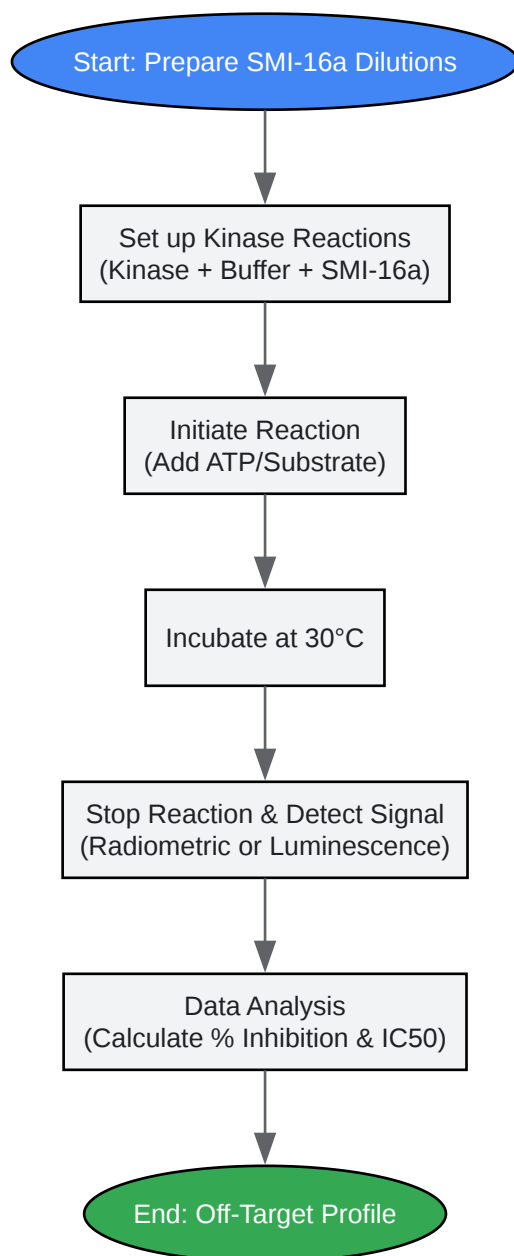 Start: Prepare SMI-16a Dilutions
Set up Kinase Reactions
(Kinase + Buffer + SMI-16a)
Initiate Reaction
(Add ATP/Substrate)
Incubate at 30°C
Stop Reaction & Detect Signal
(Radiometric or Luminescence)
Data Analysis
(Calculate % Inhibition & IC50)
End: Off-Target Profile